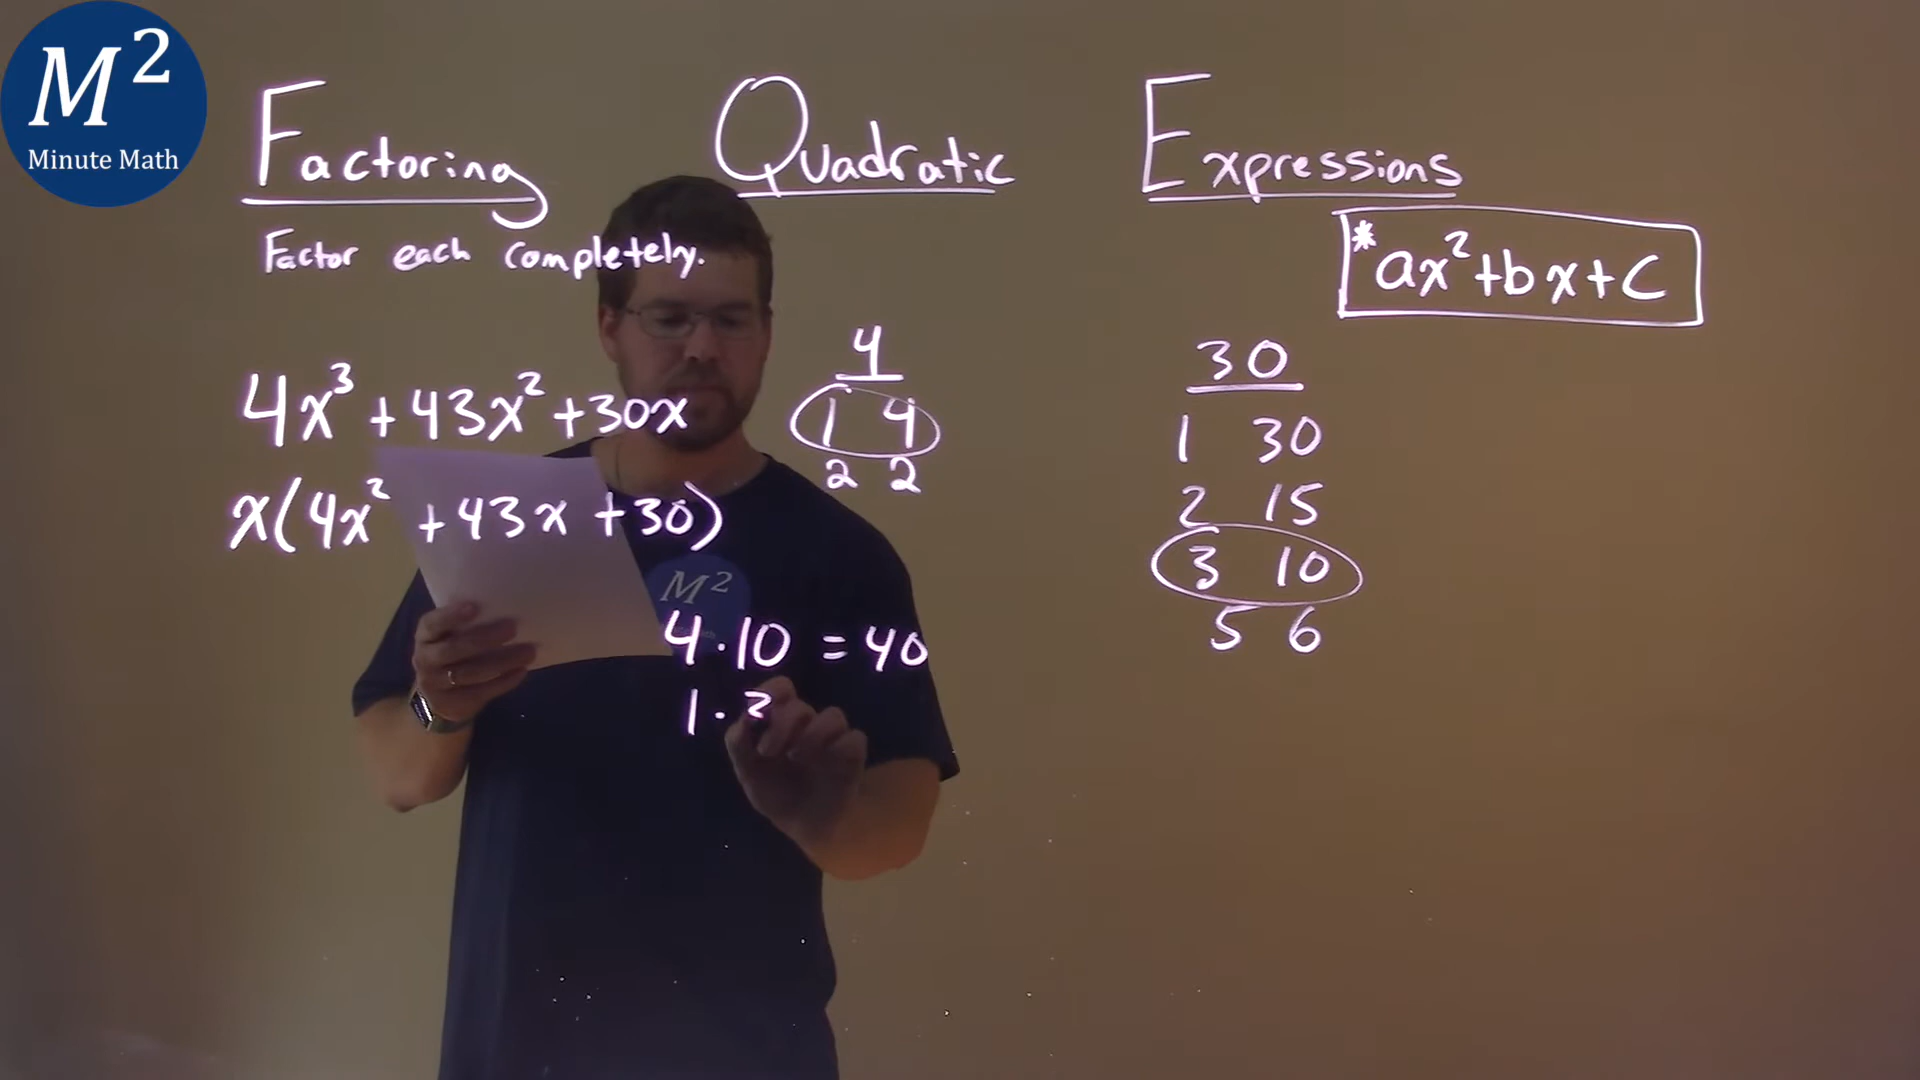 M²
Minute Math
Factoring Quadratic Expressions
Factor each completely.
*ax²+bx+c
4x³+43x²+30x
x(4x²+43x+30)
4
1 4
2 2
30
1 30
2 15
3 10
5 6
M²
4·10 = 40
1·3